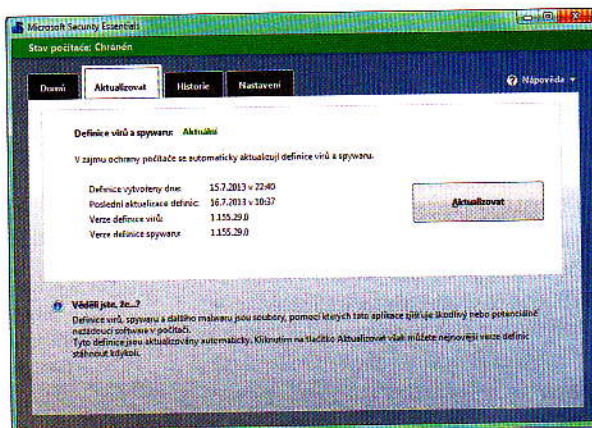 Microsoft Security Essentials
Stav počítače: Chráněn
Domů
Aktualizovat
Historie
Nastavení
Nápověda
Definice virů a spywaru: Aktuální
V zájmu ochrany počítače se automaticky aktualizují definice virů a spywaru.
Definice vytvořeny dne: 15.7.2013 v 22:40
Poslední aktualizace definic: 16.7.2013 v 10:37
Verze definice virů: 1.155.29.0
Verze definice spywaru: 1.155.29.0
Aktualizovat
Věděli jste, že...?
Definice virů, spywaru a dalšího malwaru jsou soubory, pomocí kterých tato aplikace zjišťuje škodlivý nebo potenciálně
nežádoucí software v počítači.
Tyto definice jsou aktualizovány automaticky. Kliknutím na tlačítko Aktualizovat však můžete nejnovější verze definic
stáhnout kdykoli.